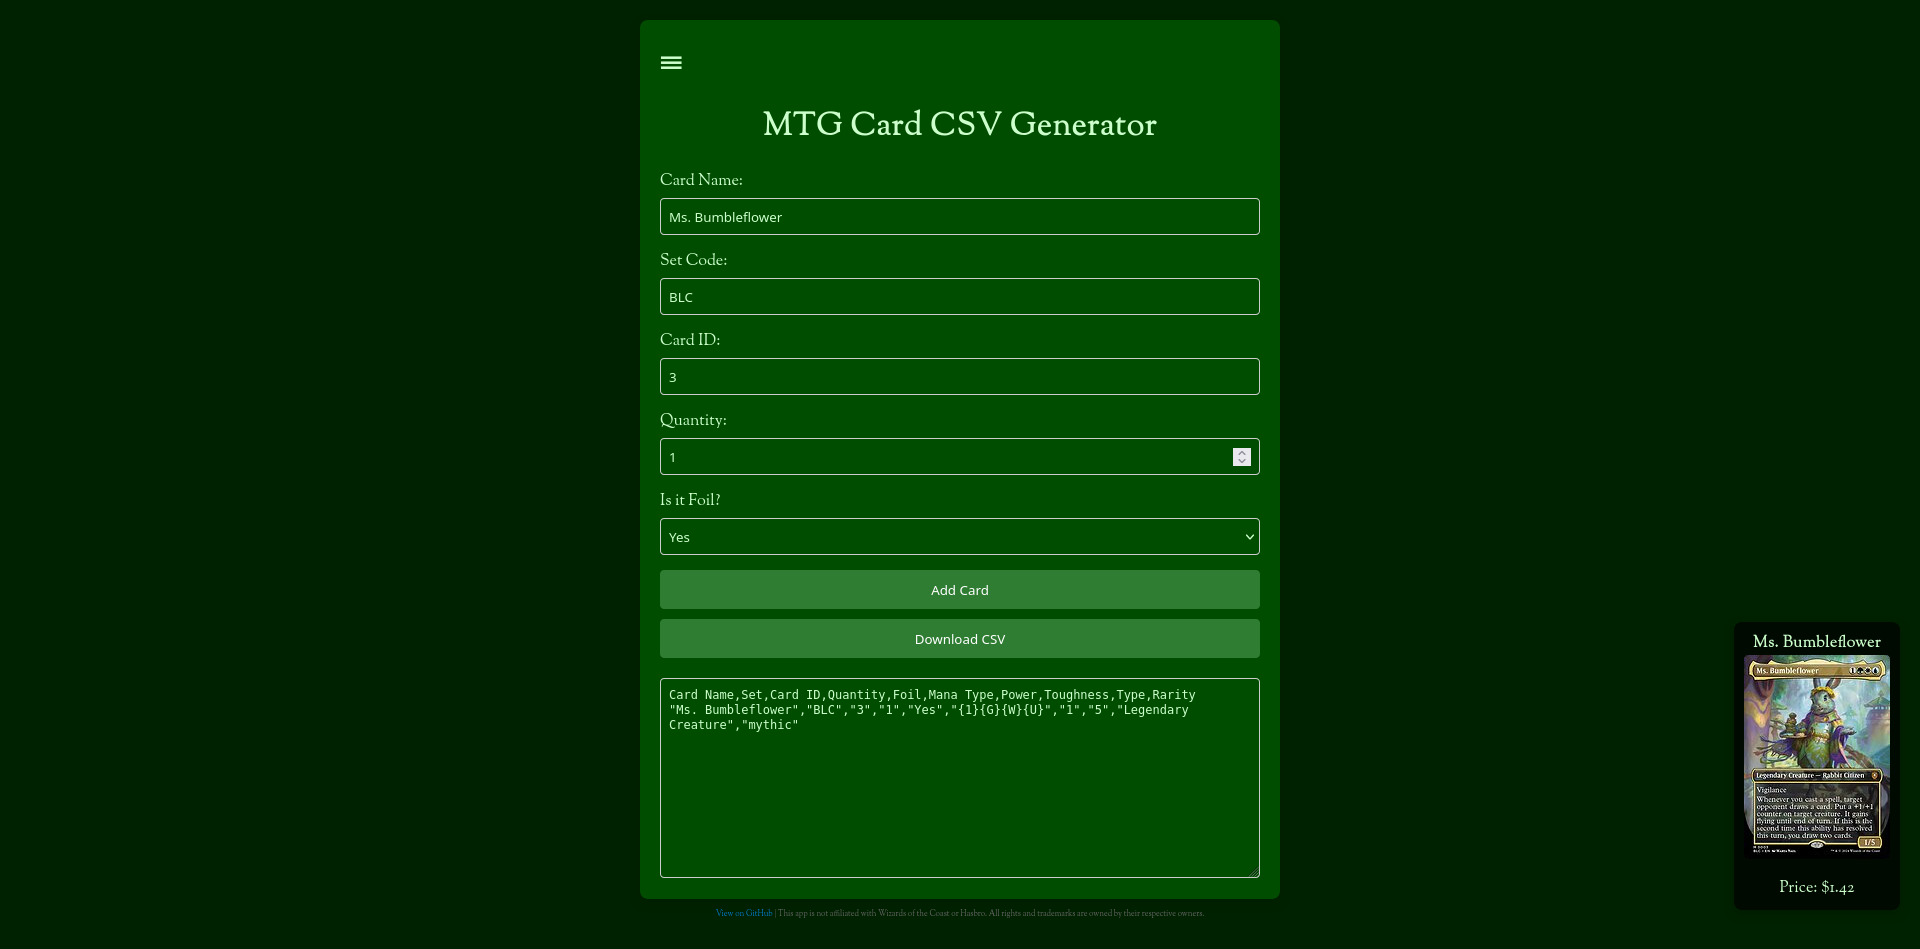 MTG Card CSV Generator
Card Name:
Ms. Bumbleflower
Set Code:
BLC
Card ID:
3
Quantity:
1
Is it Foil?
Yes
Add Card
Download CSV
Card Name,Set,Card ID,Quantity,Foil,Mana Type,Power,Toughness,Type,Rarity
"Ms. Bumbleflower","BLC","3","1","Yes","{1}{G}{W}{U}","1","5","Legendary
Creature","mythic"
View on GitHub | This app is not affiliated with Wizards of the Coast or Hasbro. All rights and trademarks are owned by their respective owners.
Ms. Bumbleflower
Ms. Bumbleflower
Legendary Creature — Rabbit Citizen
Vigilance
Whenever you cast a spell, target
opponent draws a card. Put a +1/+1
counter on target creature. It gains
flying until end of turn. If this is the
second time this ability has resolved
this turn, you draw two cards.
1/5
Price: $1.42